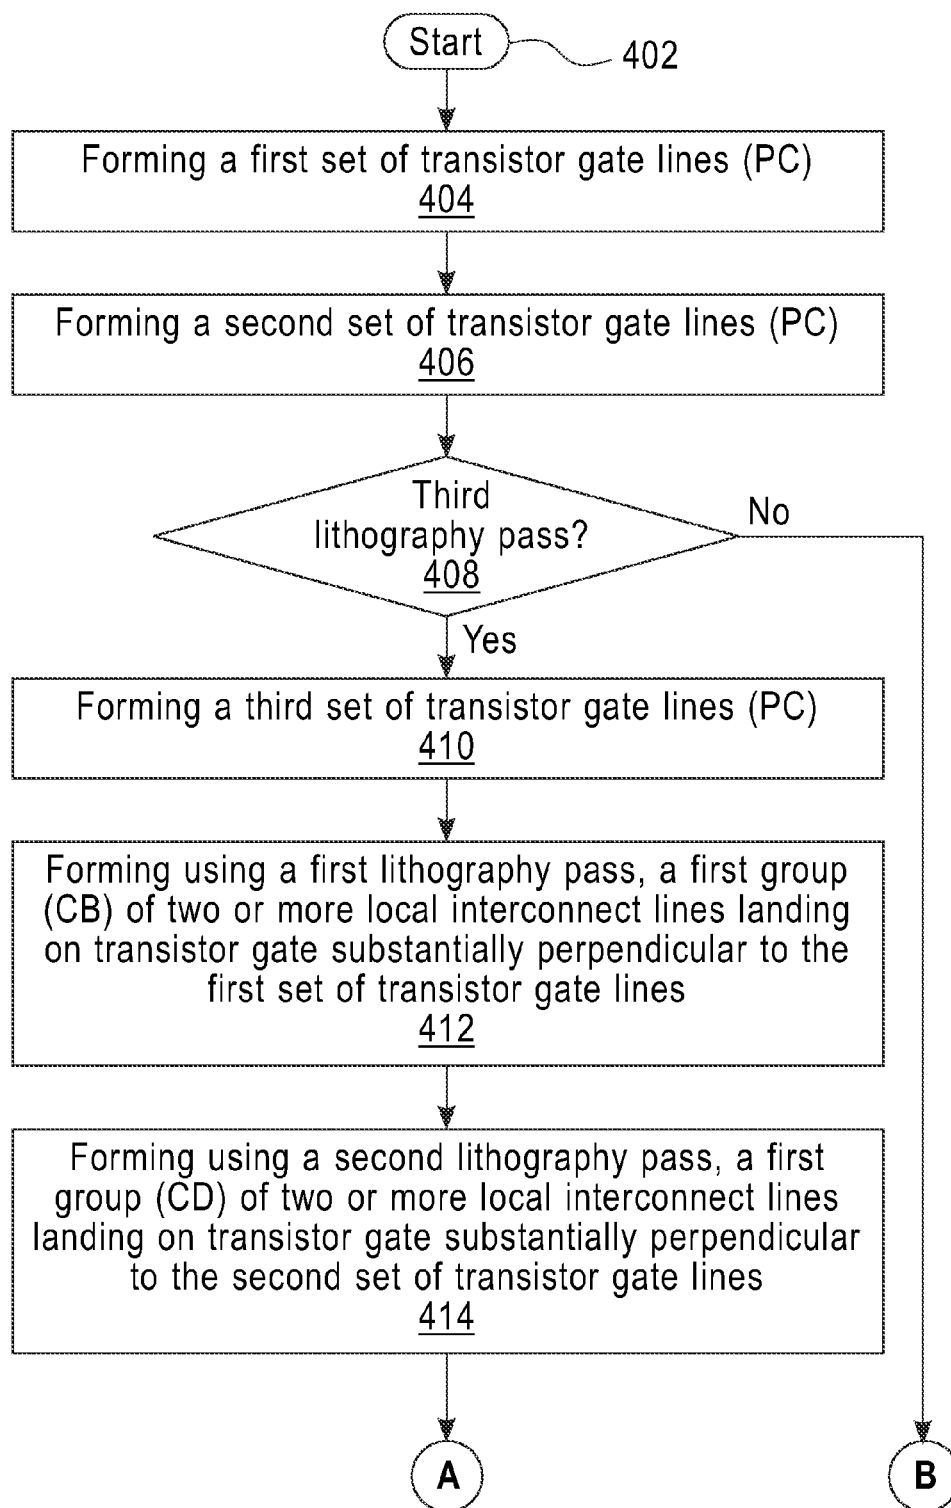 Start
402
Forming a first set of transistor gate lines (PC)
404
Forming a second set of transistor gate lines (PC)
406
Third
lithography pass?
408
No
Yes
Forming a third set of transistor gate lines (PC)
410
Forming using a first lithography pass, a first group
(CB) of two or more local interconnect lines landing
on transistor gate substantially perpendicular to the
first set of transistor gate lines
412
Forming using a second lithography pass, a first
group (CD) of two or more local interconnect lines
landing on transistor gate substantially perpendicular
to the second set of transistor gate lines
414
A
B